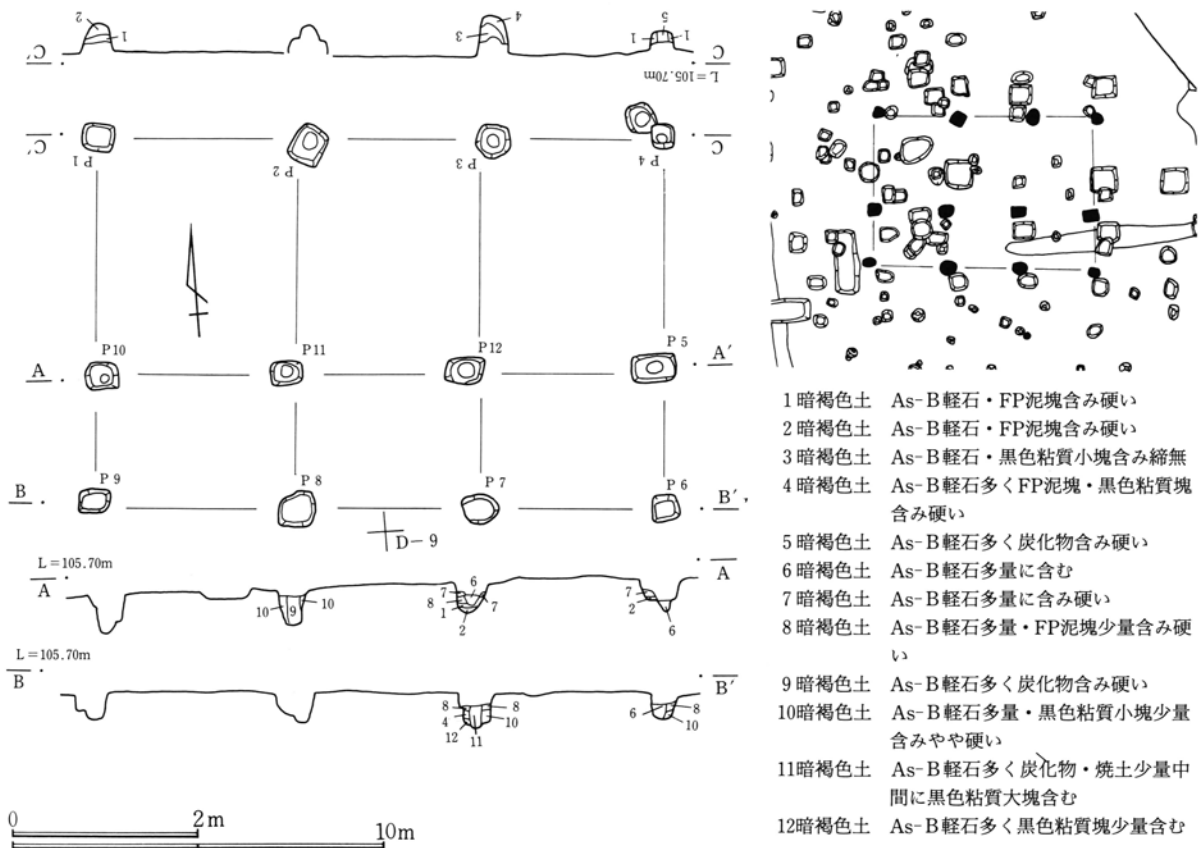 2
1
4
3
5
1
1
C'
C
L=105.70m
C'
C
P1
P2
P3
P4
P10
P11
P12
P5
A
A'
P9
P8
P7
P6
B
B'
D-9
L=105.70m
A
A
10
9
10
7
8
1
6
7
2
7
2
6
L=105.70m
B
B'
8
4
12
11
8
10
6
8
10
0
2m
10m
1暗褐色土 As-B軽石・FP泥塊含み硬い
2暗褐色土 As-B軽石・FP泥塊含み硬い
3暗褐色土 As-B軽石・黒色粘質小塊含み締無
4暗褐色土 As-B軽石多くFP泥塊・黒色粘質塊
含み硬い
5暗褐色土 As-B軽石多く炭化物含み硬い
6暗褐色土 As-B軽石多量に含む
7暗褐色土 As-B軽石多量に含み硬い
8暗褐色土 As-B軽石多量・FP泥塊少量含み硬
い
9暗褐色土 As-B軽石多く炭化物含み硬い
10暗褐色土 As-B軽石多量・黒色粘質小塊少量
含みやや硬い
11暗褐色土 As-B軽石多く炭化物・焼土少量中
間に黒色粘質大塊含む
12暗褐色土 As-B軽石多く黒色粘質塊少量含む